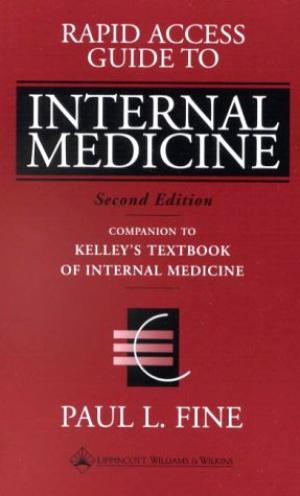 RAPID ACCESS
GUIDE TO
INTERNAL
MEDICINE
Second Edition
COMPANION TO
KELLEY'S TEXTBOOK
OF INTERNAL MEDICINE
PAUL L. FINE
LIPPINCOTT WILLIAMS & WILKINS